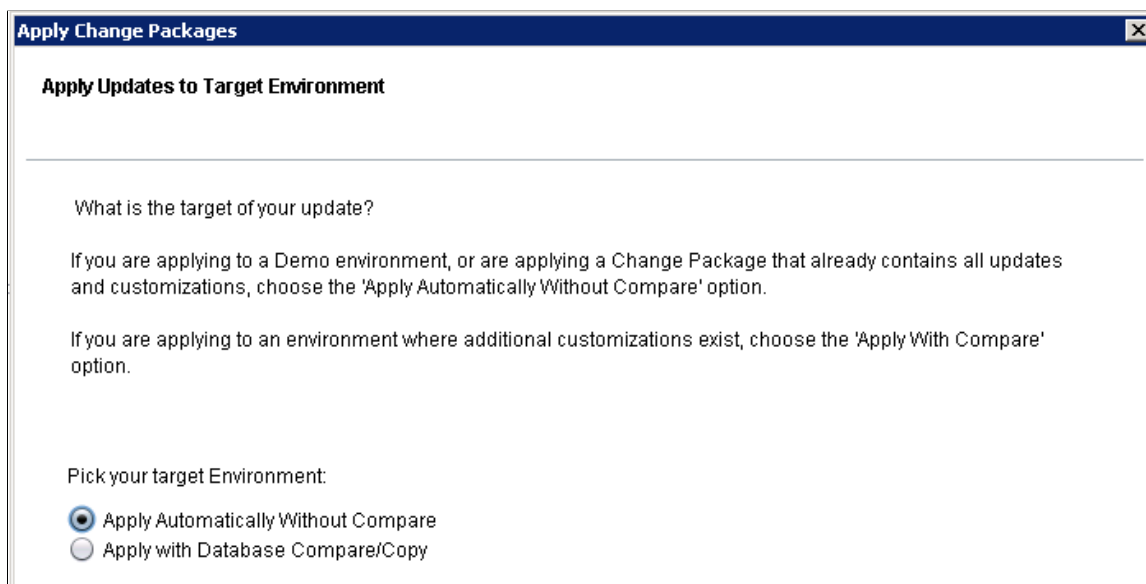 Apply Change Packages
Apply Updates to Target Environment
What is the target of your update?
If you are applying to a Demo environment, or are applying a Change Package that already contains all updates
and customizations, choose the 'Apply Automatically Without Compare' option.
If you are applying to an environment where additional customizations exist, choose the 'Apply With Compare'
option.
Pick your target Environment:
Apply Automatically Without Compare
Apply with Database Compare/Copy